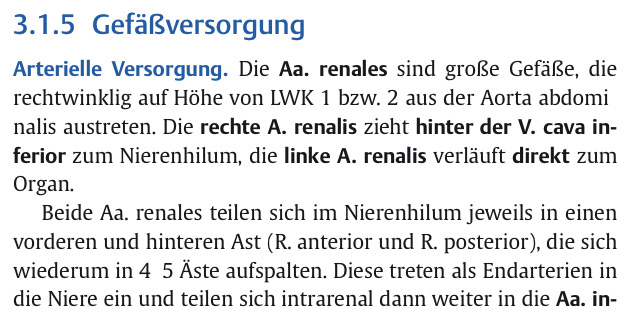 3.1.5 Gefäßversorgung
Arterielle Versorgung. Die Aa. renales sind große Gefäße, die
rechtwinklig auf Höhe von LWK 1 bzw. 2 aus der Aorta abdomi
nalis austreten. Die rechte A. renalis zieht hinter der V. cava in-
ferior zum Nierenhilum, die linke A. renalis verläuft direkt zum
Organ.
Beide Aa. renales teilen sich im Nierenhilum jeweils in einen
vorderen und hinteren Ast (R. anterior und R. posterior), die sich
wiederum in 4 5 Äste aufspalten. Diese treten als Endarterien in
die Niere ein und teilen sich intrarenal dann weiter in die Aa. in-